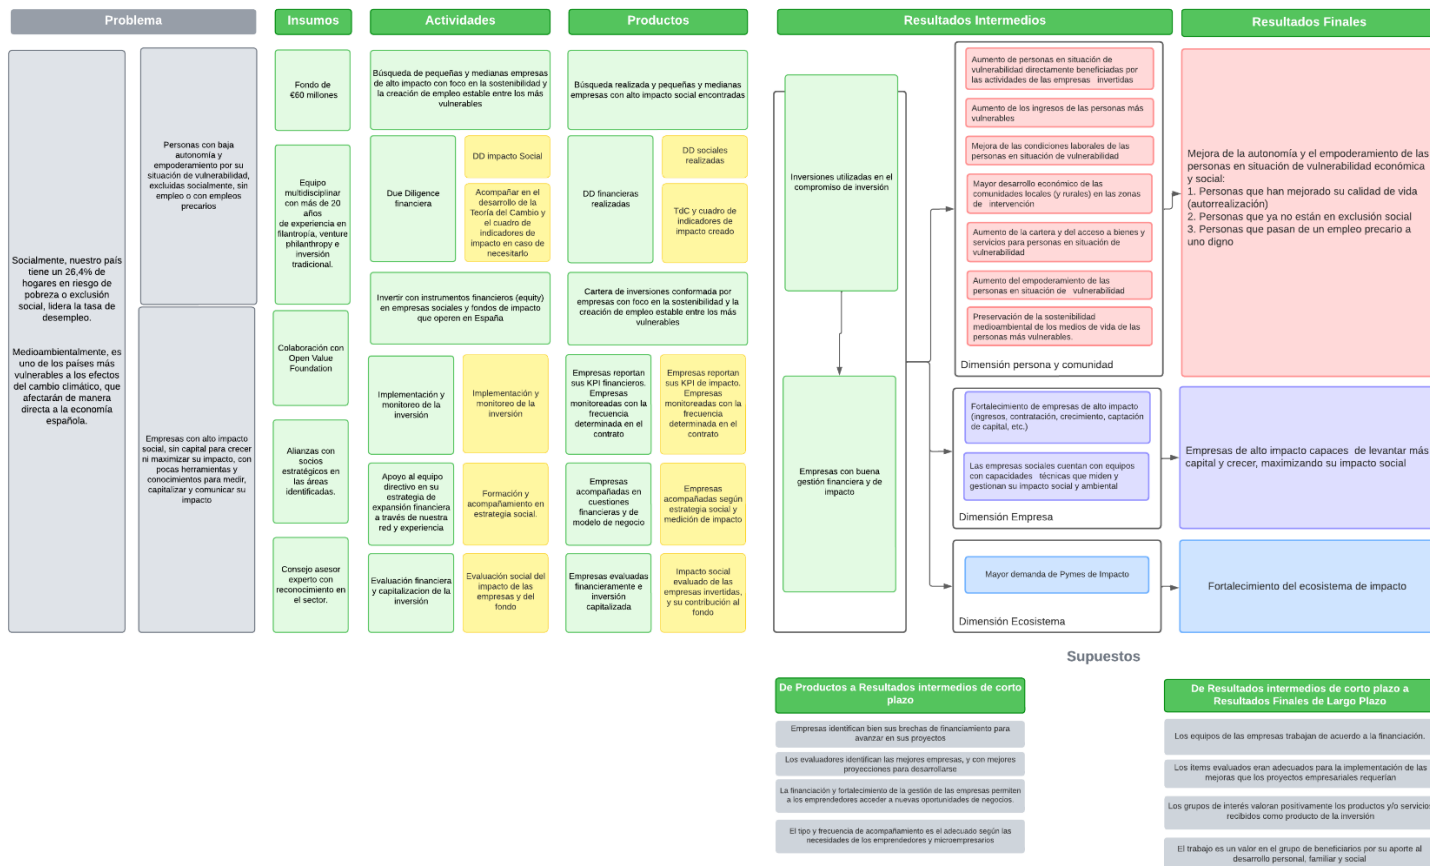 Problema
Insumos
Actividades
Productos
Resultados Intermedios
Resultados Finales
Socialmente, nuestro país
tiene un 26,4% de
hogares en riesgo de
pobreza o exclusión
social, lidera la tasa de
desempleo.
Medioambientalmente, es
uno de los países más
vulnerables a los efectos
del cambio climático, que
afectarán de manera
directa a la economía
española.
Personas con baja
autonomía y
empoderamiento por su
situación de vulnerabilidad,
excluidas socialmente, sin
empleo o con empleos
precarios
Empresas con alto impacto
social, sin capital para crecer
ni maximizar su impacto, con
pocas herramientas y
conocimientos para medir,
capitalizar y comunicar su
impacto
Fondo de
€60 millones
Equipo
multidisciplinar
con más de 20
años
de experiencia en
filantropía, venture
philanthropy e
inversión
tradicional.
Colaboración con
Open Value
Foundation
Alianzas con
socios
estratégicos en
las áreas
identificadas.
Consejo asesor
experto con
reconocimiento en
el sector.
Búsqueda de pequeñas y medianas empresas
de alto impacto con foco en la sostenibilidad y
la creación de empleo estable entre los más
vulnerables
Due Diligence
financiera
DD impacto Social
Acompañar en el
desarrollo de la
Teoría del Cambio y
el cuadro de
indicadores de
impacto en caso de
necesitarlo
Invertir con instrumentos financieros (equity)
en empresas sociales y fondos de impacto
que operen en España
Implementación y
monitoreo de la
inversión
Implementación y
monitoreo de la
inversión
Apoyo al equipo
directivo en su
estrategia de
expansión financiera
a través de nuestra
red y experiencia
Formación y
acompañamiento en
estrategia social.
Evaluación financiera
y capitalizacion de la
inversión
Evaluación social del
impacto de las
empresas y del
fondo
Búsqueda realizada y pequeñas y medianas
empresas con alto impacto social encontradas
DD financieras
realizadas
DD sociales
realizadas
TdC y cuadro de
indicadores de
impacto creado
Cartera de inversiones conformada por
empresas con foco en la sostenibilidad y la
creación de empleo estable entre los más
vulnerables
Empresas reportan
sus KPI financieros.
Empresas
monitoreadas con la
frecuencia
determinada en el
contrato
Empresas reportan
sus KPI de impacto.
Empresas
monitoreadas con la
frecuencia
determinada en el
contrato
Empresas
acompañadas en
cuestiones
financieras y de
modelo de negocio
Empresas
acompañadas según
estrategia social y
medición de impacto
Empresas evaluadas
financieramente e
inversión
capitalizada
Impacto social
evaluado de las
empresas invertidas,
y su contribución al
fondo
Inversiones utilizadas en el
compromiso de inversión
Empresas con buena
gestión financiera y de
impacto
Aumento de personas en situación de
vulnerabilidad directamente beneficiadas por
las actividades de las empresas invertidas
Aumento de los ingresos de las personas más
vulnerables
Mejora de las condiciones laborales de las
personas en situación de vulnerabilidad
Mayor desarrollo económico de las
comunidades locales (y rurales) en las zonas
de intervención
Aumento de la cartera y del acceso a bienes y
servicios para personas en situación de
vulnerabilidad
Aumento del empoderamiento de las
personas en situación de vulnerabilidad
Preservación de la sostenibilidad
medioambiental de los medios de vida de las
personas más vulnerables.
Dimensión persona y comunidad
Fortalecimiento de empresas de alto impacto
(ingresos, contratación, crecimiento, captación
de capital, etc.)
Las empresas sociales cuentan con equipos
con capacidades técnicas que miden y
gestionan su impacto social y ambiental
Dimensión Empresa
Mayor demanda de Pymes de Impacto
Dimensión Ecosistema
Mejora de la autonomía y el empoderamiento de las
personas en situación de vulnerabilidad económica
y social:
1. Personas que han mejorado su calidad de vida
(autorrealización)
2. Personas que ya no están en exclusión social
3. Personas que pasan de un empleo precario a
uno digno
Empresas de alto impacto capaces de levantar más
capital y crecer, maximizando su impacto social
Fortalecimiento del ecosistema de impacto
Supuestos
De Productos a Resultados intermedios de corto
plazo
Empresas identifican bien sus brechas de financiamiento para
avanzar en sus proyectos
Los evaluadores identifican las mejores empresas, y con mejores
proyecciones para desarrollarse
La financiación y fortalecimiento de la gestión de las empresas permiten
a los emprendedores acceder a nuevas oportunidades de negocios.
El tipo y frecuencia de acompañamiento es el adecuado según las
necesidades de los emprendedores y microempresarios
De Resultados intermedios de corto plazo a
Resultados Finales de Largo Plazo
Los equipos de las empresas trabajan de acuerdo a la financiación.
Los ítems evaluados eran adecuados para la implementación de las
mejoras que los proyectos empresariales requerían
Los grupos de interés valoran positivamente los productos y/o servicios
recibidos como producto de la inversión
El trabajo es un valor en el grupo de beneficiarios por su aporte al
desarrollo personal, familiar y social